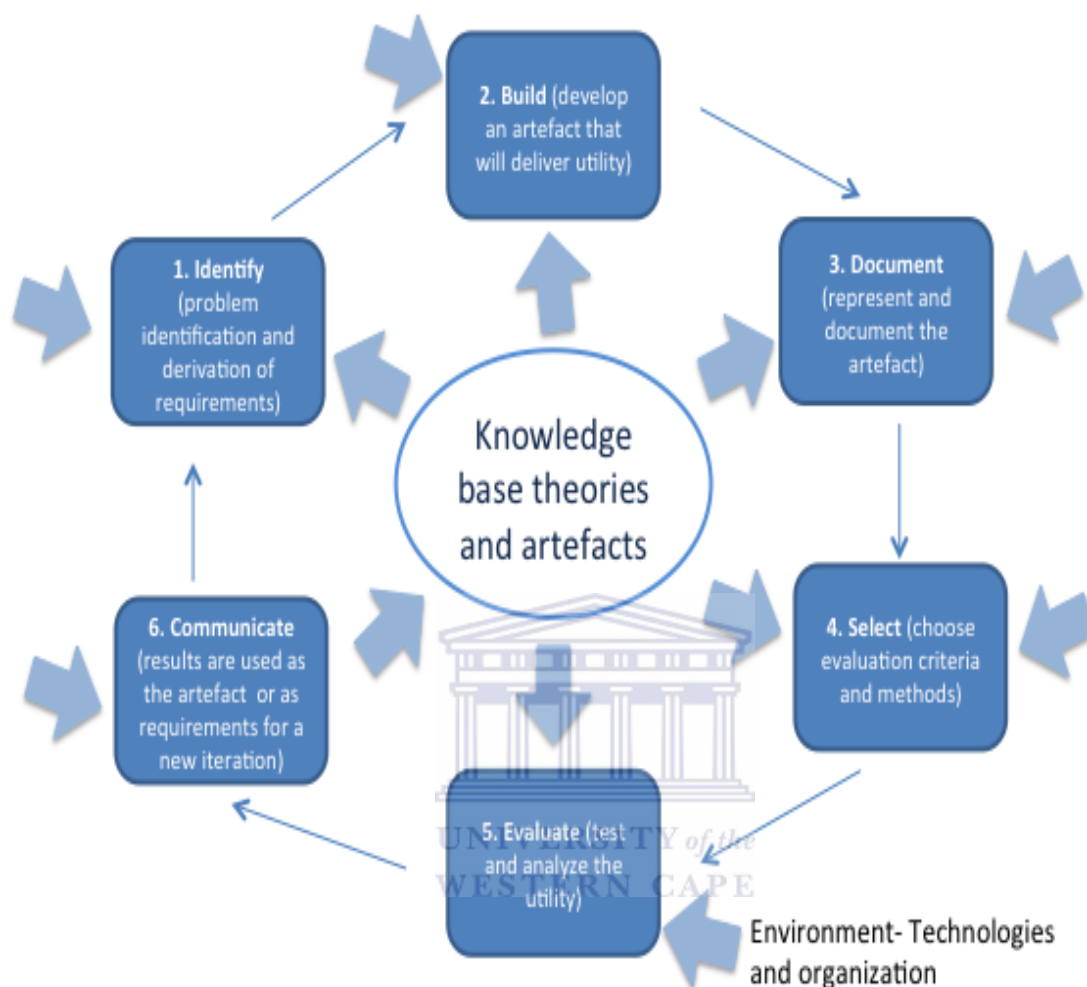 2. Build (develop
an artefact that
will deliver utility)
1. Identify
(problem
identification and
derivation of
requirements)
3. Document
(represent and
document the
artefact)
Knowledge
base theories
and artefacts
6. Communicate
(results are used as
the artefact or as
requirements for a
new iteration)
4. Select (choose
evaluation criteria
and methods)
5. Evaluate (test
and analyze the
utility)
UNIVERSITY of the
WESTERN CAPE
Environment- Technologies
and organization